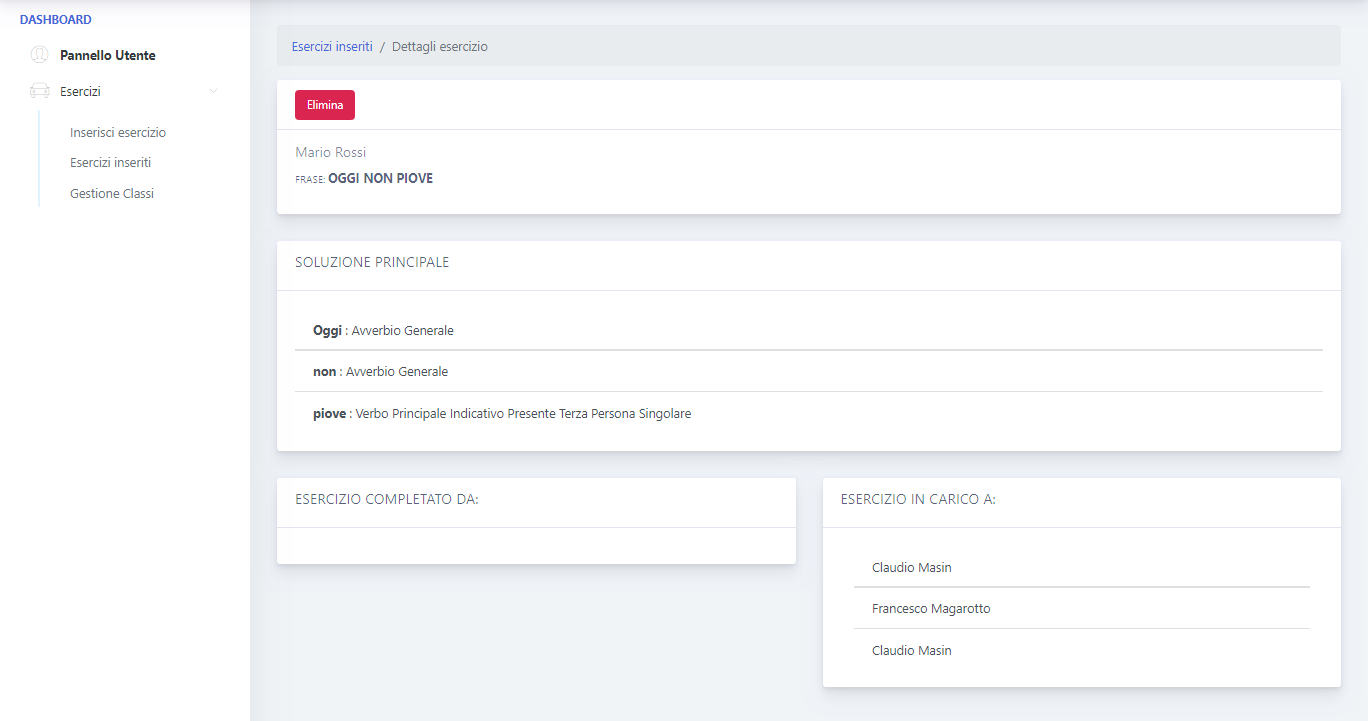 DASHBOARD
Pannello Utente
Esercizi
Inserisci esercizio
Esercizi inseriti
Gestione Classi
Esercizi inseriti / Dettagli esercizio
Elimina
Mario Rossi
FRASE: OGGI NON PIOVE
SOLUZIONE PRINCIPALE
Oggi : Avverbio Generale
non : Avverbio Generale
piove : Verbo Principale Indicativo Presente Terza Persona Singolare
ESERCIZIO COMPLETATO DA:
ESERCIZIO IN CARICO A:
Claudio Masin
Francesco Magarotto
Claudio Masin